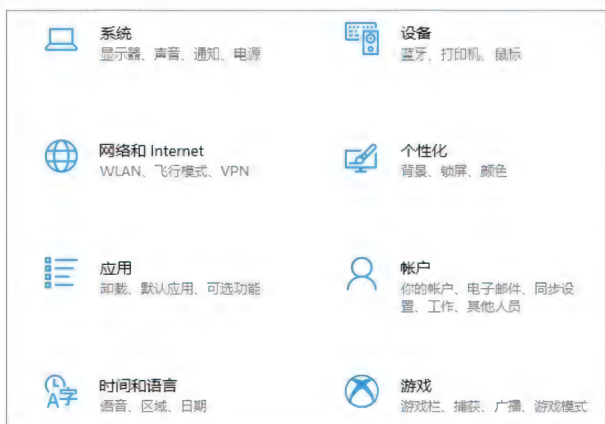 系统
显示器、声音、通知、电源
设备
蓝牙、打印机、鼠标
网络和 Internet
WLAN、飞行模式、VPN
个性化
背景、锁屏、颜色
应用
卸载、默认应用、可选功能
帐户
你的帐户、电子邮件、同步设
置、工作、其他人员
A字
时间和语言
语音、区域、日期
游戏
游戏栏、捕获、广播、游戏模式